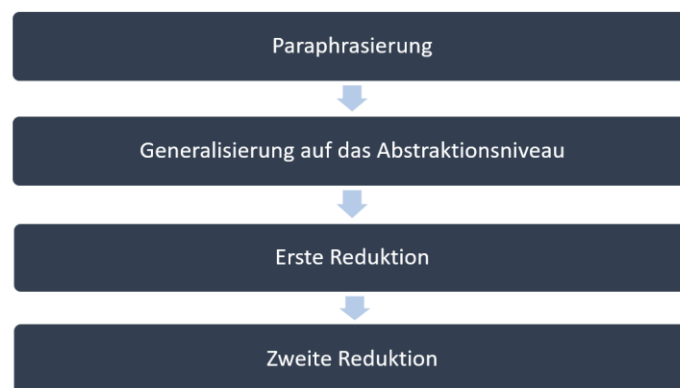 Paraphrasierung
Generalisierung auf das Abstraktionsniveau
Erste Reduktion
Zweite Reduktion